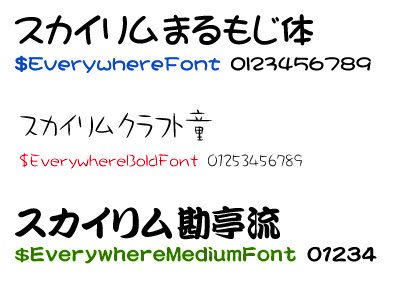 スカイリムまるもじ体
$EverywhereFont 0123456789
スカイリムクラフト童
$EverywhereBoldFont 0123456789
スカイリム 勘亭流
$EverywhereMediumFont 01234